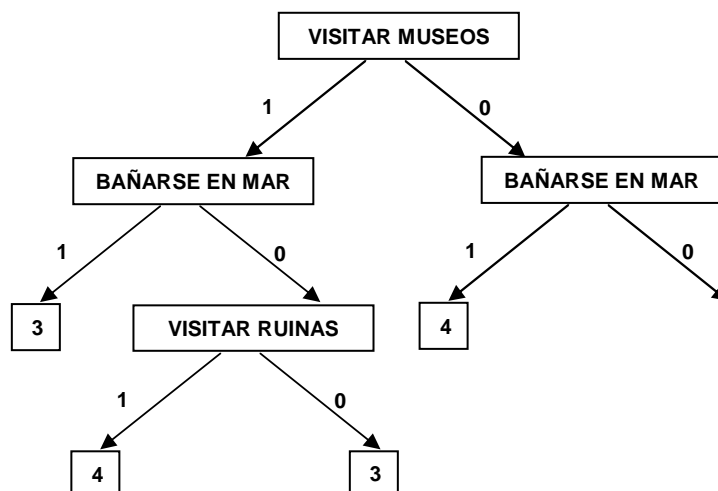 VISITAR MUSEOS
1 0
BAÑARSE EN MAR BAÑARSE EN MAR
1 0 1 0
3 VISITAR RUINAS 4
1 0
4 3